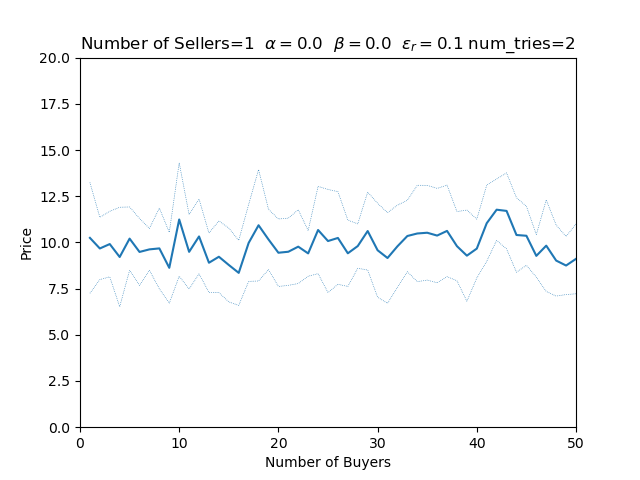 Number of Sellers=1 α = 0.0 β = 0.0 εr = 0.1 num_tries=2
20.0
17.5
15.0
12.5
10.0
7.5
5.0
2.5
0.0
Price
0 10 20 30 40 50
Number of Buyers